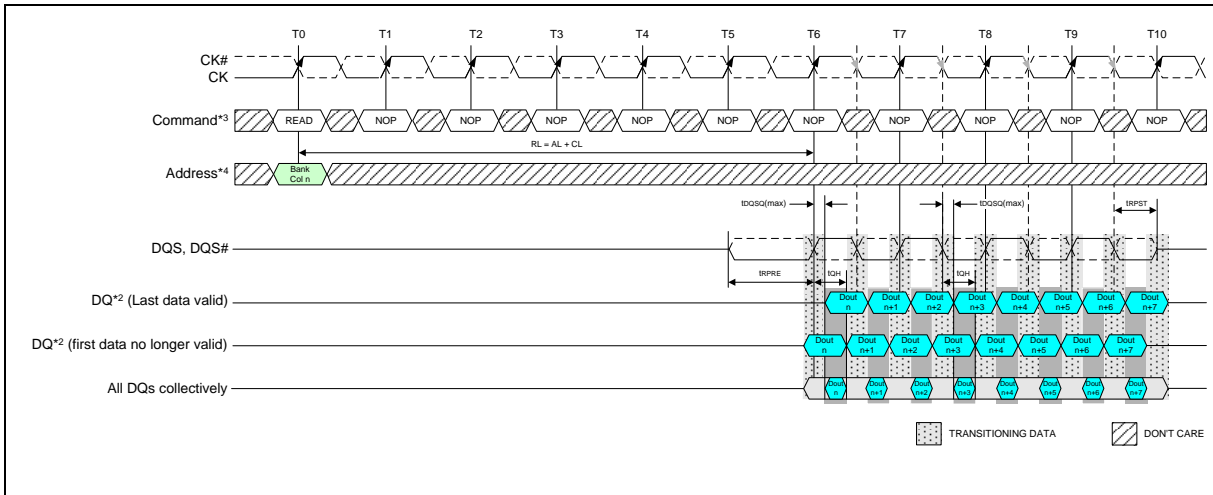 T0 T1 T2 T3 T4 T5 T6 T7 T8 T9 T10
CK#
CK
Command*3 READ NOP NOP NOP NOP NOP NOP NOP NOP NOP NOP
RL = AL + CL
Address*4 Bank
Col n
tDQSQ(max) tDQSQ(max) tRPST
DQS, DQS#
tRPRE tQH tQH
DQ*2 (Last data valid) Dout
n Dout
n+1 Dout
n+2 Dout
n+3 Dout
n+4 Dout
n+5 Dout
n+6 Dout
n+7
DQ*2 (first data no longer valid) Dout
n Dout
n+1 Dout
n+2 Dout
n+3 Dout
n+4 Dout
n+5 Dout
n+6 Dout
n+7
All DQs collectively Dout
n Dout
n+1 Dout
n+2 Dout
n+3 Dout
n+4 Dout
n+5 Dout
n+6 Dout
n+7
TRANSITIONING DATA DON'T CARE